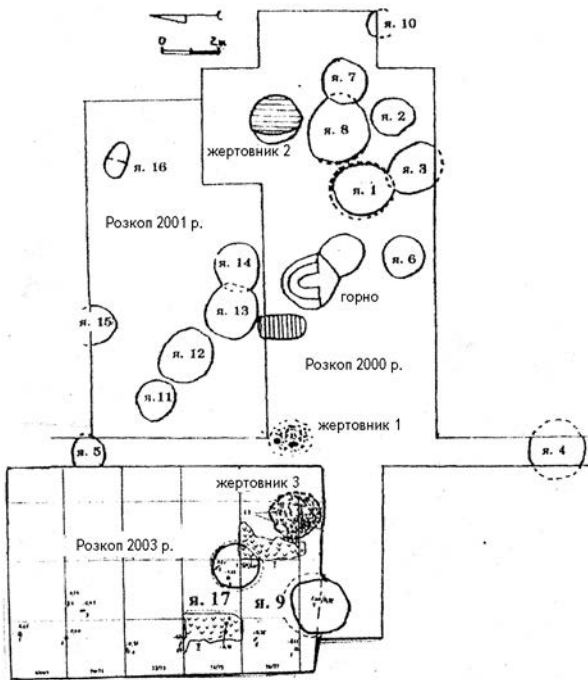 0 2м
я. 10
я. 7
я. 2
я. 8
жертовник 2
я. 3
я. 16
я. 1
Розкоп 2001 р.
я. 14
я. 6
горно
я. 13
я. 15
я. 12
Розкоп 2000 р.
я. 11
жертовник 1
я. 5
я. 4
жертовник 3
Розкоп 2003 р.
я. 17
я. 9